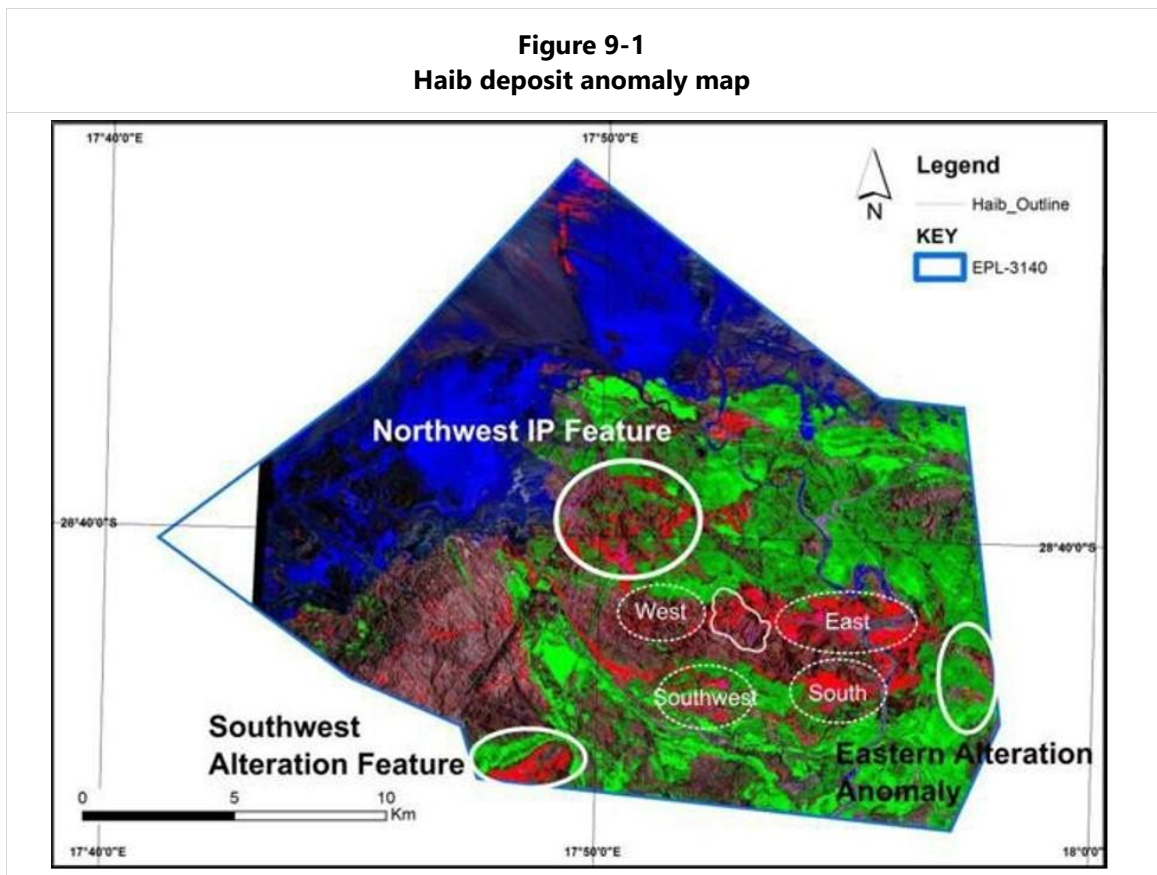 Figure 9-1
Haib deposit anomaly map
17°40'0"E
17°50'0"E
Legend
N
Haib_Outline
KEY
EPL-3140
Northwest IP Feature
28°40'0"S
28°40'0"S
West
East
Southwest
South
Southwest
Alteration Feature
Eastern Alteration
Anomaly
0 5 10
Km
17°40'0"E
17°50'0"E
18°0'0"